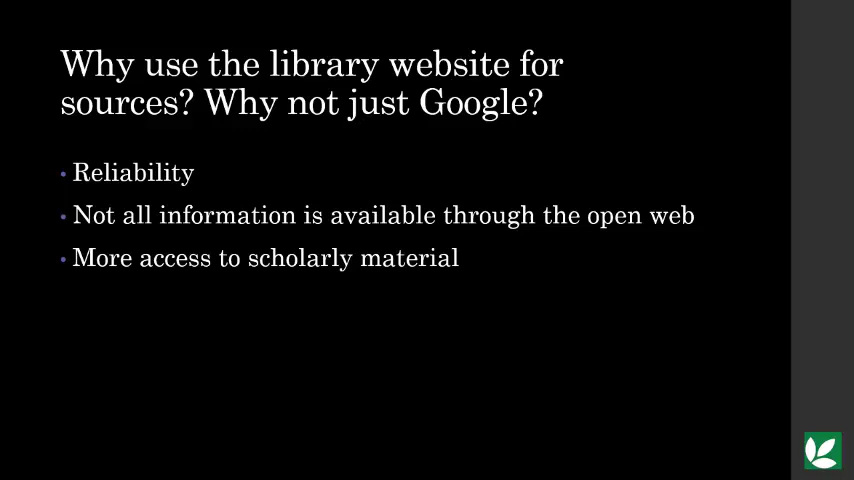 Why use the library website for
sources? Why not just Google?
• Reliability
• Not all information is available through the open web
• More access to scholarly material